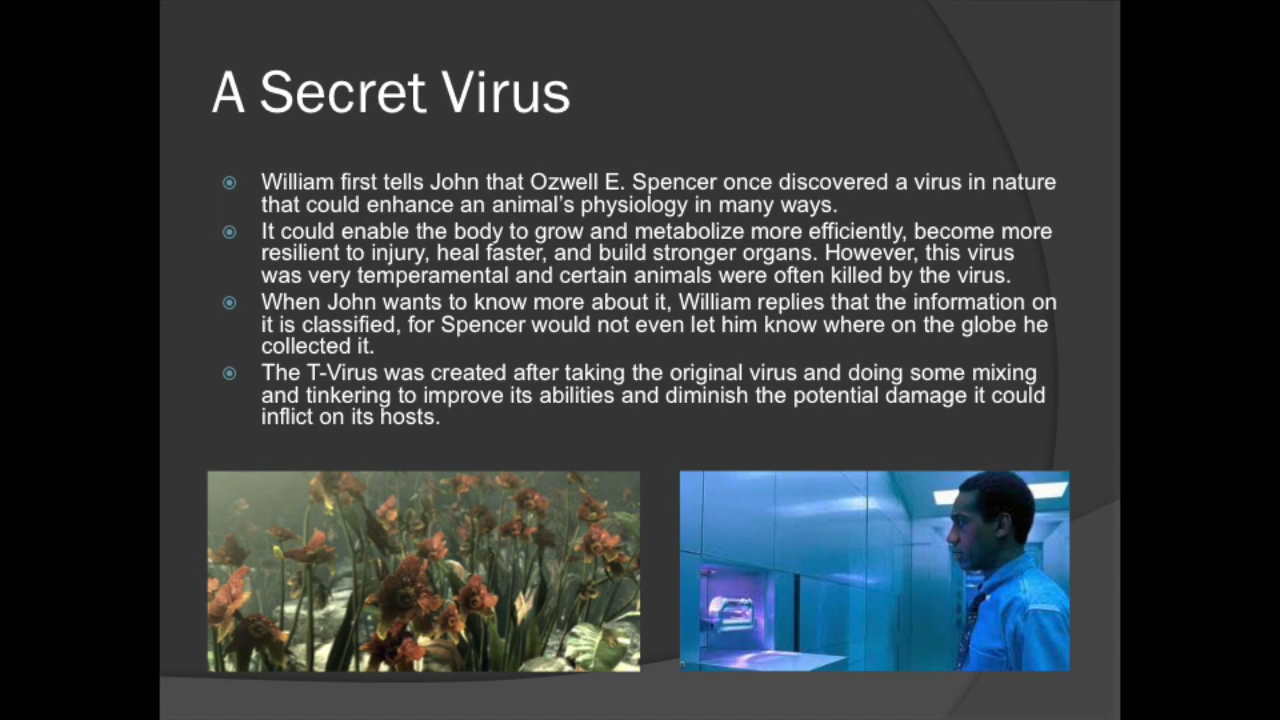 A Secret Virus
William first tells John that Ozwell E. Spencer once discovered a virus in nature
that could enhance an animal’s physiology in many ways.
It could enable the body to grow and metabolize more efficiently, become more
resilient to injury, heal faster, and build stronger organs. However, this virus
was very temperamental and certain animals were often killed by the virus.
When John wants to know more about it, William replies that the information on
it is classified, for Spencer would not even let him know where on the globe he
collected it.
The T-Virus was created after taking the original virus and doing some mixing
and tinkering to improve its abilities and diminish the potential damage it could
inflict on its hosts.